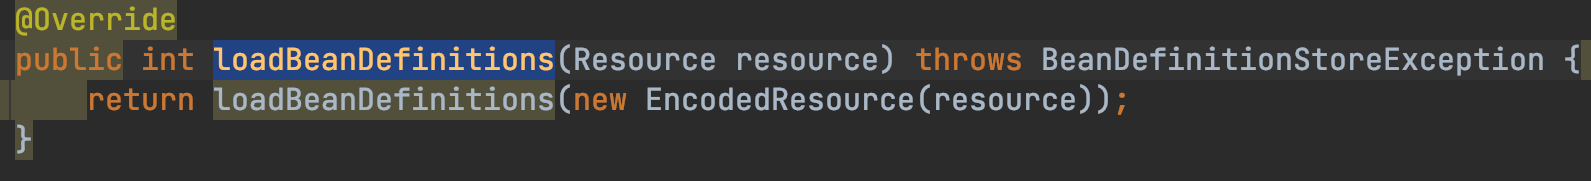 @Override
public int loadBeanDefinitions(Resource resource) throws BeanDefinitionStoreException {
    return loadBeanDefinitions(new EncodedResource(resource));
}